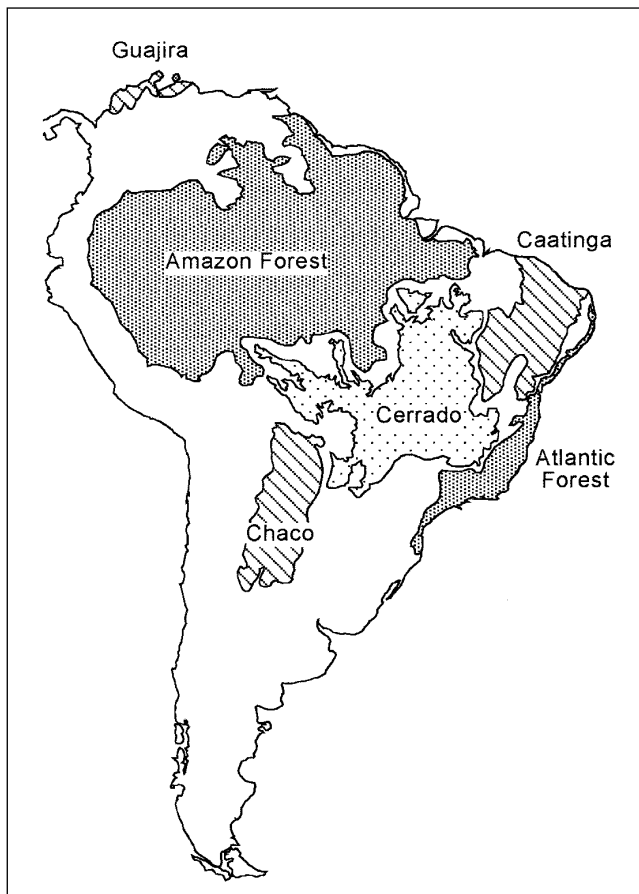 Guajira
Caatinga
Amazon Forest
Cerrado
Atlantic
Forest
Chaco